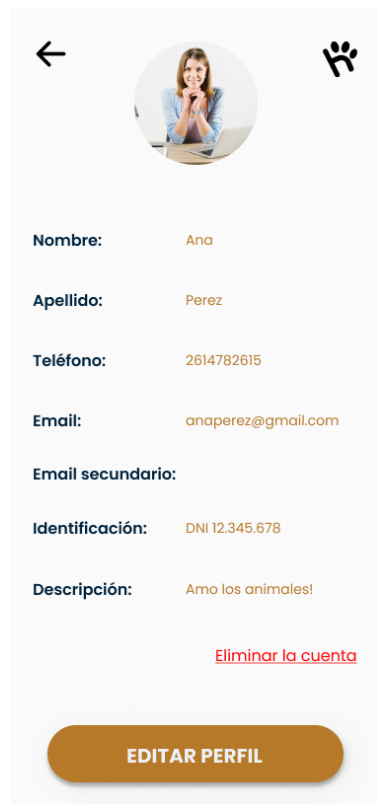 Nombre: Ana
Apellido: Perez
Teléfono: 2614782615
Email: anaperez@gmail.com
Email secundario:
Identificación: DNI 12.345.678
Descripción: Amo los animales!
Eliminar la cuenta
EDITAR PERFIL